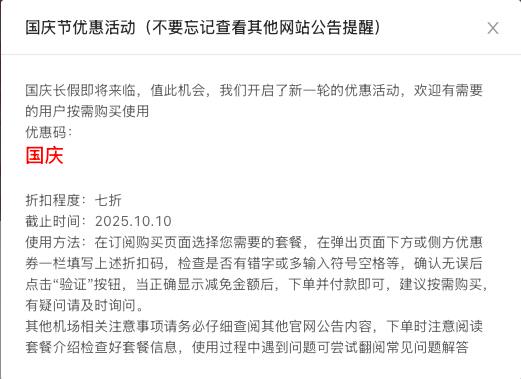 国庆节优惠活动（不要忘记查看其他网站公告提醒）
国庆长假即将来临，值此机会，我们开启了新一轮的优惠活动，欢迎有需要
的用户按需购买使用
优惠码：
国庆
折扣程度：七折
截止时间：2025.10.10
使用方法：在订阅购买页面选择您需要的套餐，在弹出页面下方或侧方优惠
券一栏填写上述折扣码，检查是否有错字或多输入符号空格等，确认无误后
点击“验证”按钮，当正确显示减免金额后，下单并付款即可，建议按需购买，
有疑问请及时询问。
其他机场相关注意事项请务必仔细查阅其他官网公告内容，下单时注意阅读
套餐介绍检查好套餐信息，使用过程中遇到问题可尝试翻阅常见问题解答